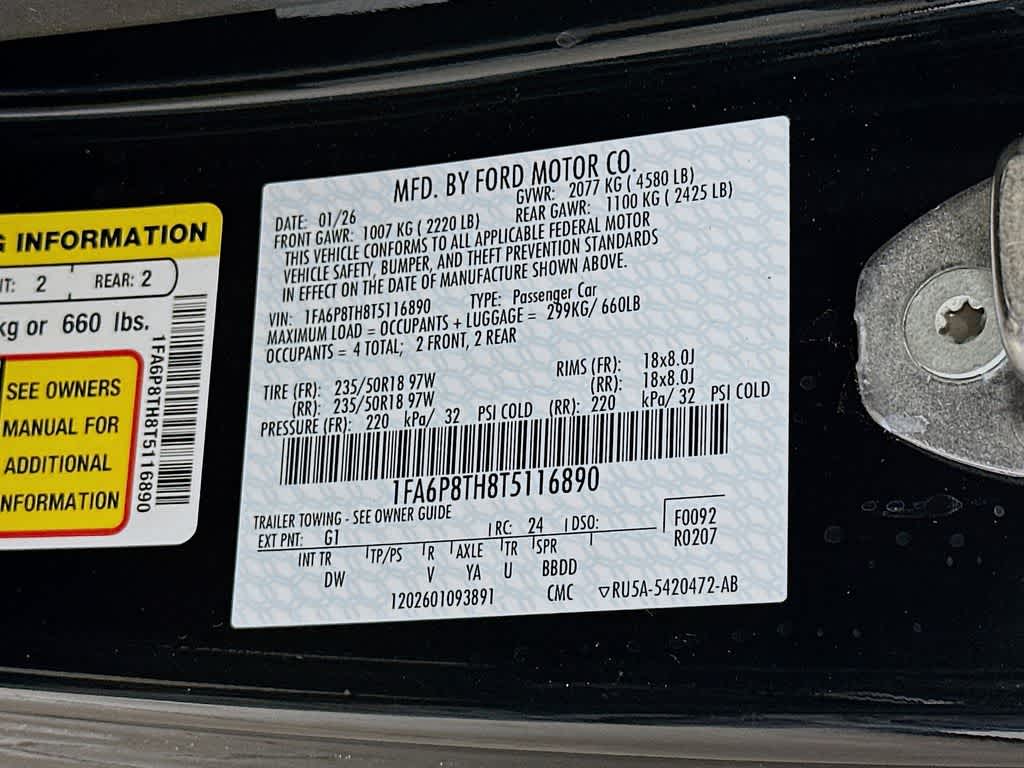 G INFORMATION
NT: 2 REAR: 2
kg or 660 lbs.
SEE OWNERS
MANUAL FOR
ADDITIONAL
INFORMATION
1FA6P8TH8T5116890
MFD. BY FORD MOTOR CO.
DATE: 01/26 GVWR: 2077 KG ( 4580 LB)
FRONT GAWR: 1007 KG ( 2220 LB) REAR GAWR: 1100 KG ( 2425 LB)
THIS VEHICLE CONFORMS TO ALL APPLICABLE FEDERAL MOTOR
VEHICLE SAFETY, BUMPER, AND THEFT PREVENTION STANDARDS
IN EFFECT ON THE DATE OF MANUFACTURE SHOWN ABOVE.
VIN: 1FA6P8TH8T5116890 TYPE: Passenger Car
MAXIMUM LOAD = OCCUPANTS + LUGGAGE = 299KG/ 660LB
OCCUPANTS = 4 TOTAL; 2 FRONT, 2 REAR
TIRE (FR): 235/50R18 97W RIMS (FR): 18x8.0J
(RR): 235/50R18 97W (RR): 18x8.0J
PRESSURE (FR): 220 kPa/ 32 PSI COLD (RR): 220 kPa/ 32 PSI COLD
1FA6P8TH8T5116890
TRAILER TOWING - SEE OWNER GUIDE
EXT PNT: G1 RC: 24 DSO: F0092
INT TR TP/PS R AXLE TR SPR R0207
DW V YA U BBDD
1202601093891 CMC ▽RU5A-5420472-AB